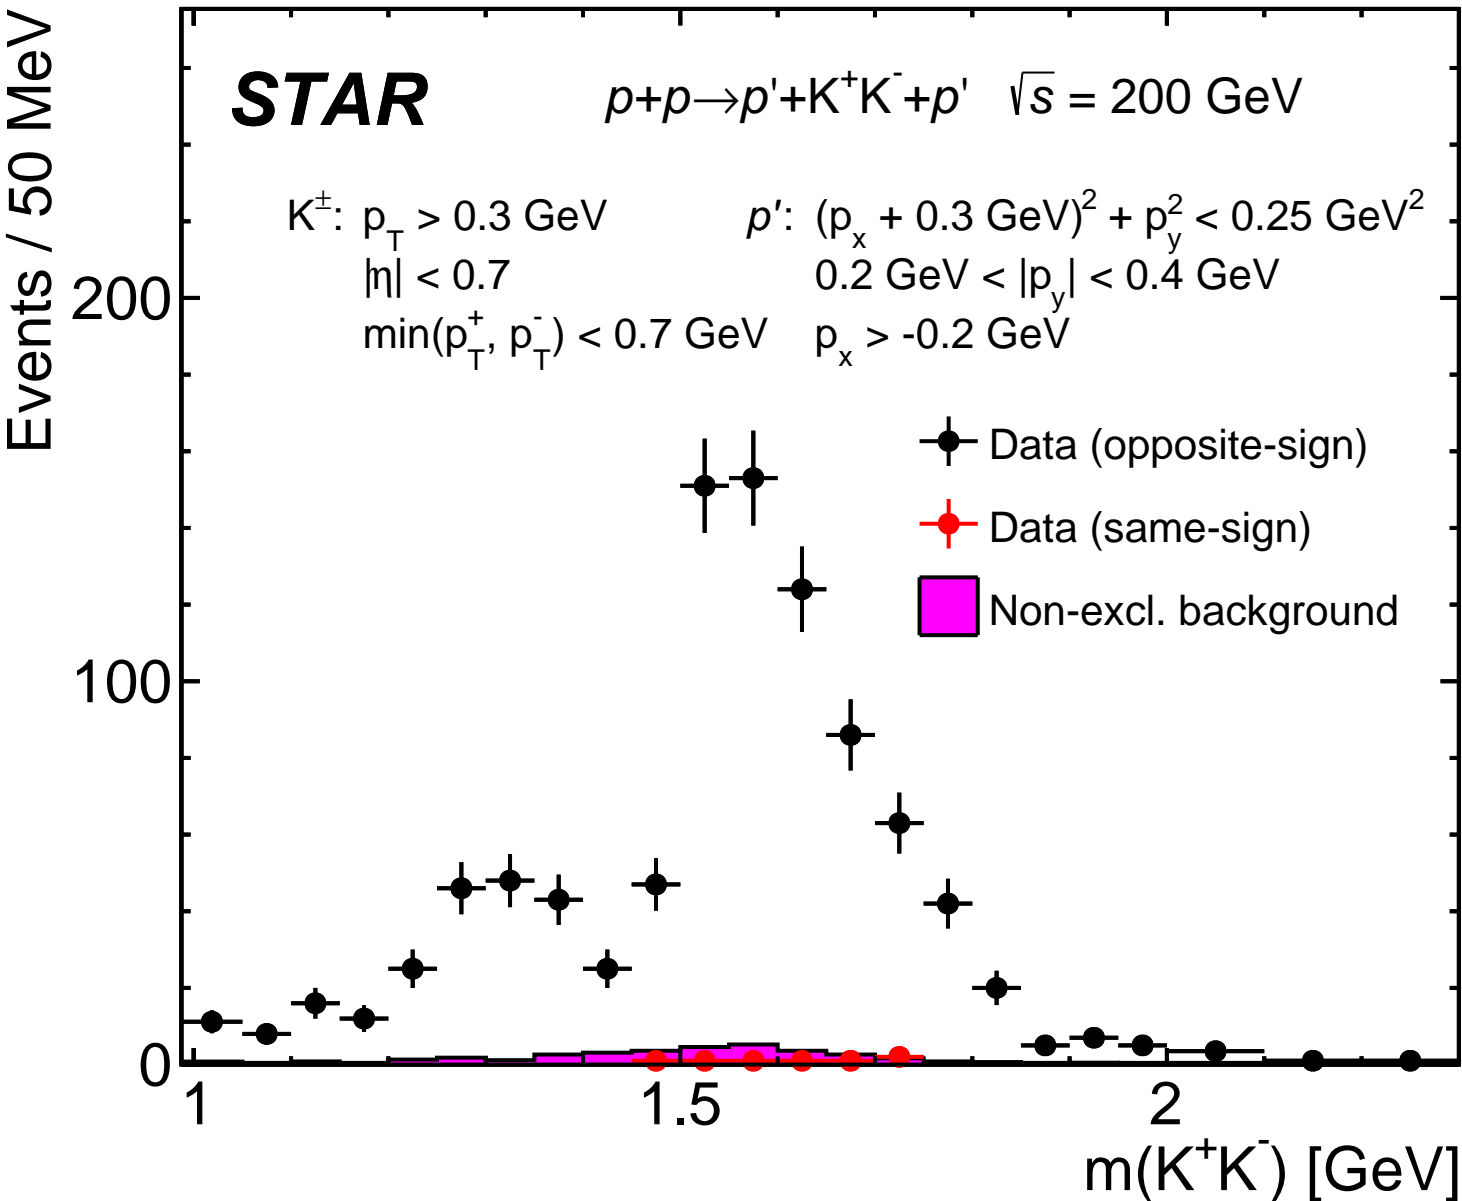 Events / 50 MeV
STAR
p+p→p'+K⁺K⁻+p' √s = 200 GeV
K±: p_T > 0.3 GeV
|η| < 0.7
min(p_T⁺, p_T⁻) < 0.7 GeV
p': (p_x + 0.3 GeV)² + p_y² < 0.25 GeV²
0.2 GeV < |p_y| < 0.4 GeV
p_x > -0.2 GeV
Data (opposite-sign)
Data (same-sign)
Non-excl. background
200
100
0
1 1.5 2
m(K⁺K⁻) [GeV]